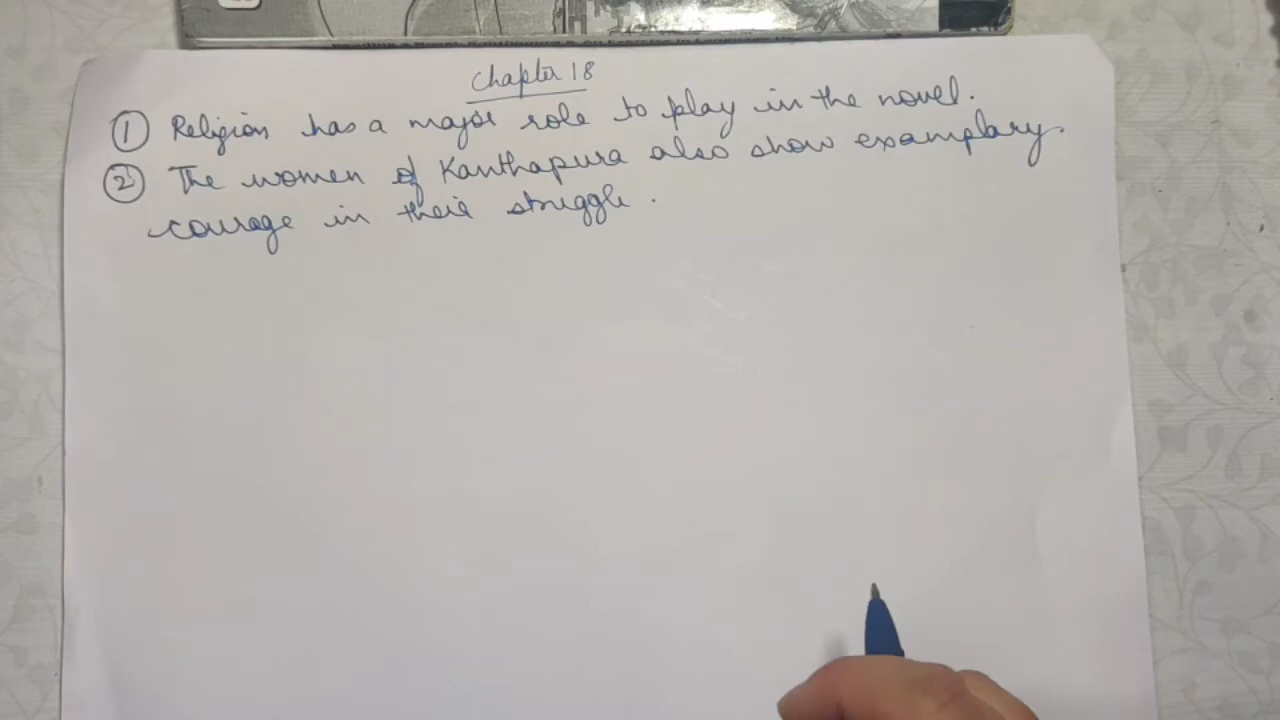 Chapter 18
① Religion has a major role to play in the novel.
② The women of Kanthapura also show examplary
courage in their struggle.